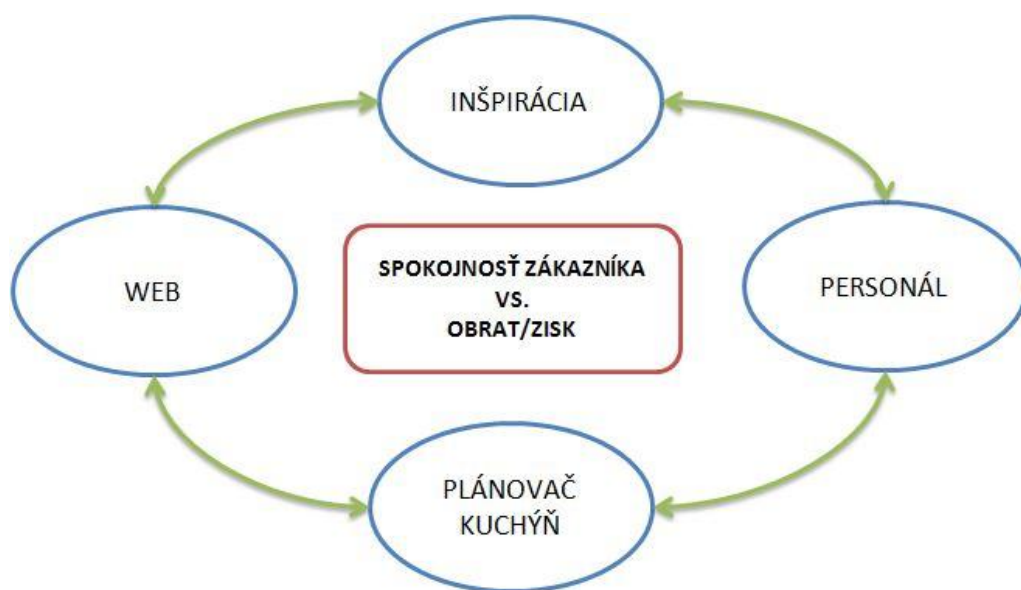 INŠPIRÁCIA
WEB
SPOKOJNOSŤ ZÁKAZNÍKA
VS.
OBRAT/ZISK
PERSONÁL
PLÁNOVAČ
KUCHÝŇ